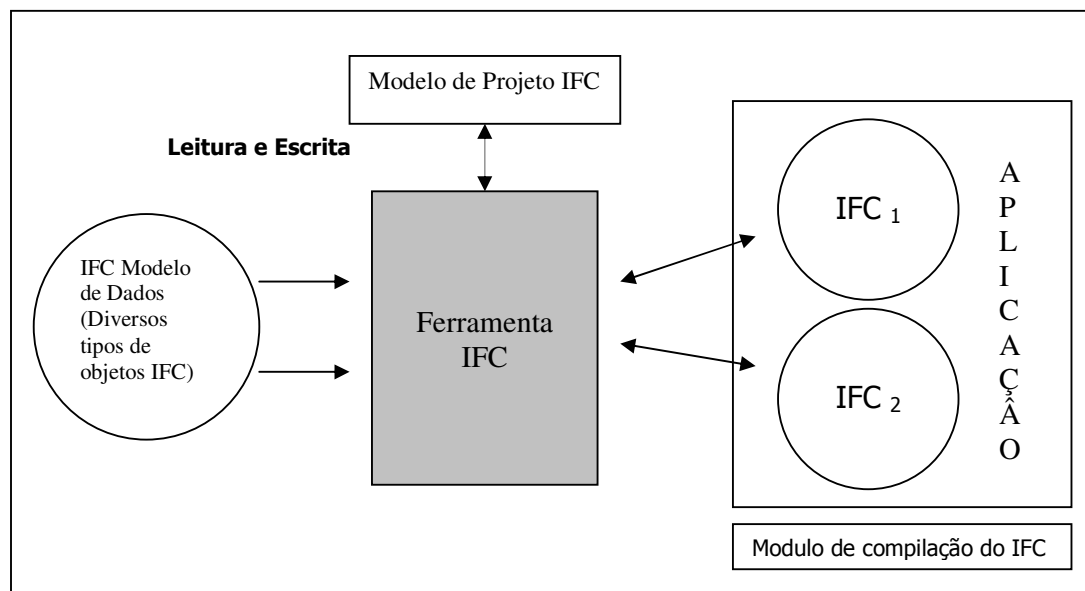 Modelo de Projeto IFC
Leitura e Escrita
IFC Modelo
de Dados
(Diversos
tipos de
objetos IFC)
Ferramenta
IFC
IFC 1
IFC 2
A
P
L
I
C
A
Ç
Â
O
Modulo de compilação do IFC